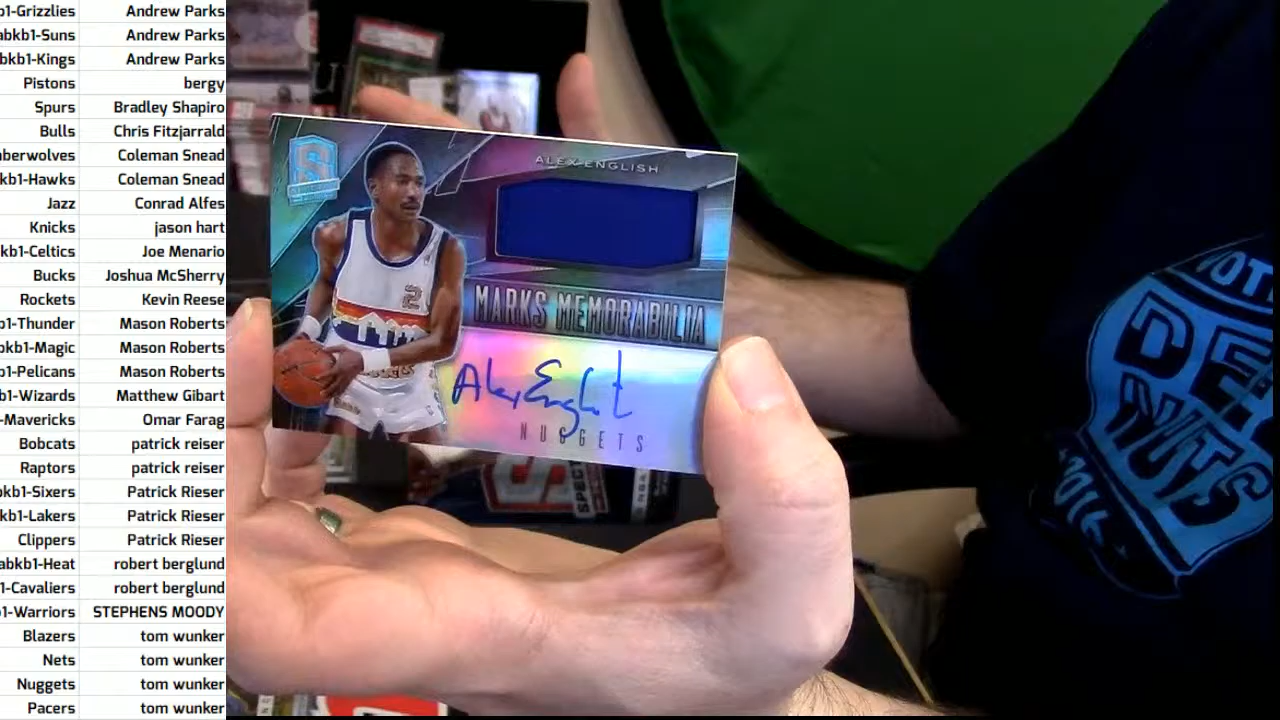 b1-Grizzlies Andrew Parks
abkb1-Suns Andrew Parks
bkb1-Kings Andrew Parks
Pistons bergy
Spurs Bradley Shapiro
Bulls Chris Fitzjarrald
nberwolves Coleman Snead
kb1-Hawks Coleman Snead
Jazz Conrad Alfes
Knicks jason hart
kb1-Celtics Joe Menario
Bucks Joshua McSherry
Rockets Kevin Reese
b1-Thunder Mason Roberts
bkb1-Magic Mason Roberts
b1-Pelicans Mason Roberts
b1-Wizards Matthew Gibart
-Mavericks Omar Farag
Bobcats patrick reiser
Raptors patrick reiser
bkb1-Sixers Patrick Rieser
kb1-Lakers Patrick Rieser
Clippers Patrick Rieser
abkb1-Heat robert berglund
1-Cavaliers robert berglund
b1-Warriors STEPHENS MOODY
Blazers tom wunker
Nets tom wunker
Nuggets tom wunker
Pacers tom wunker
ALEX ENGLISH
2
MARKS MEMORABILIA
Alex English
NUGGETS
DEE
NUTS
2016